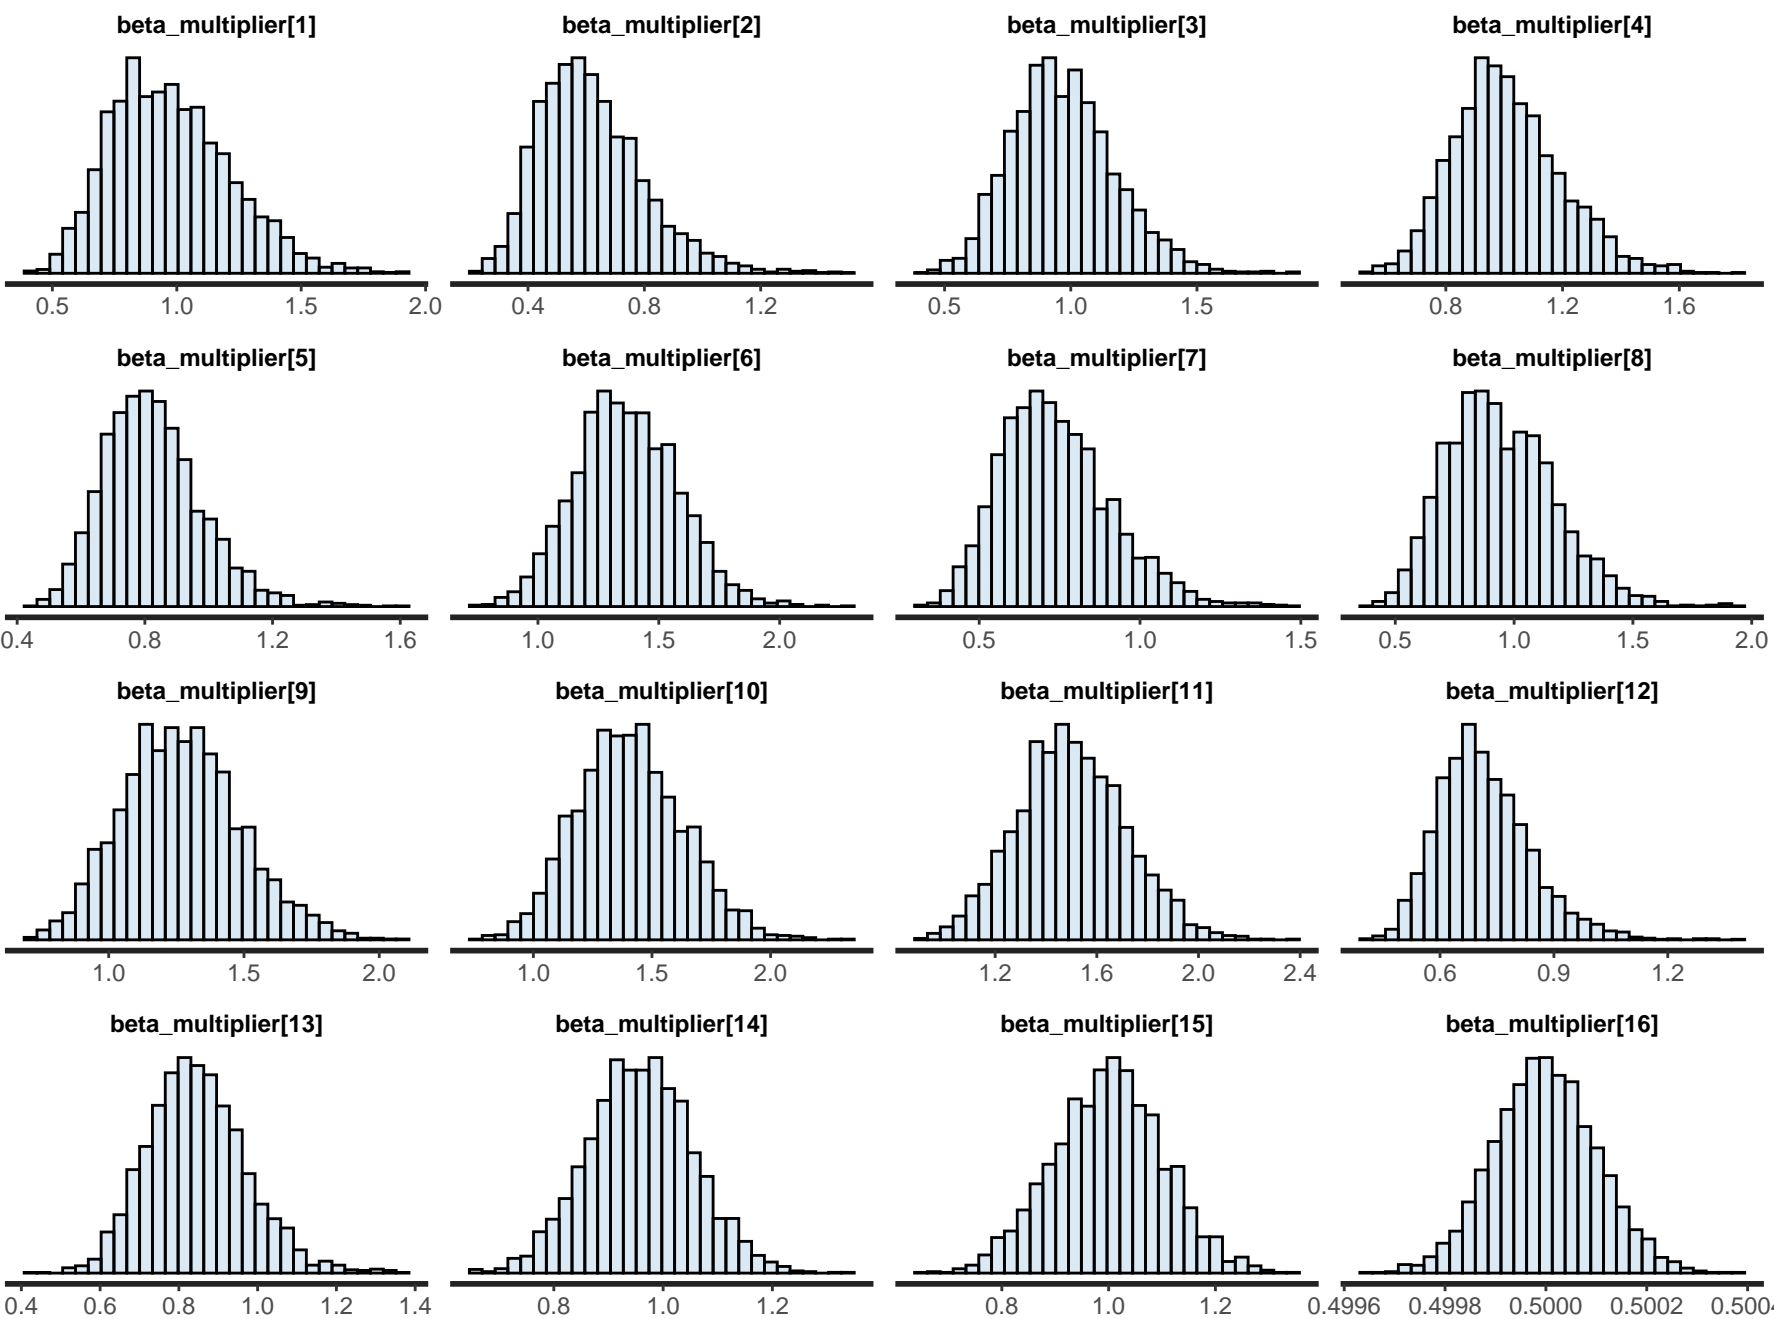 beta_multiplier[1] beta_multiplier[2] beta_multiplier[3] beta_multiplier[4]
0.5 1.0 1.5 2.0 0.4 0.8 1.2 0.5 1.0 1.5 0.8 1.2 1.6
beta_multiplier[5] beta_multiplier[6] beta_multiplier[7] beta_multiplier[8]
0.4 0.8 1.2 1.6 1.0 1.5 2.0 0.5 1.0 1.5 0.5 1.0 1.5 2.0
beta_multiplier[9] beta_multiplier[10] beta_multiplier[11] beta_multiplier[12]
1.0 1.5 2.0 1.0 1.5 2.0 1.2 1.6 2.0 2.4 0.6 0.9 1.2
beta_multiplier[13] beta_multiplier[14] beta_multiplier[15] beta_multiplier[16]
0.4 0.6 0.8 1.0 1.2 1.4 0.8 1.0 1.2 0.8 1.0 1.2 0.4996 0.4998 0.5000 0.5002 0.5004